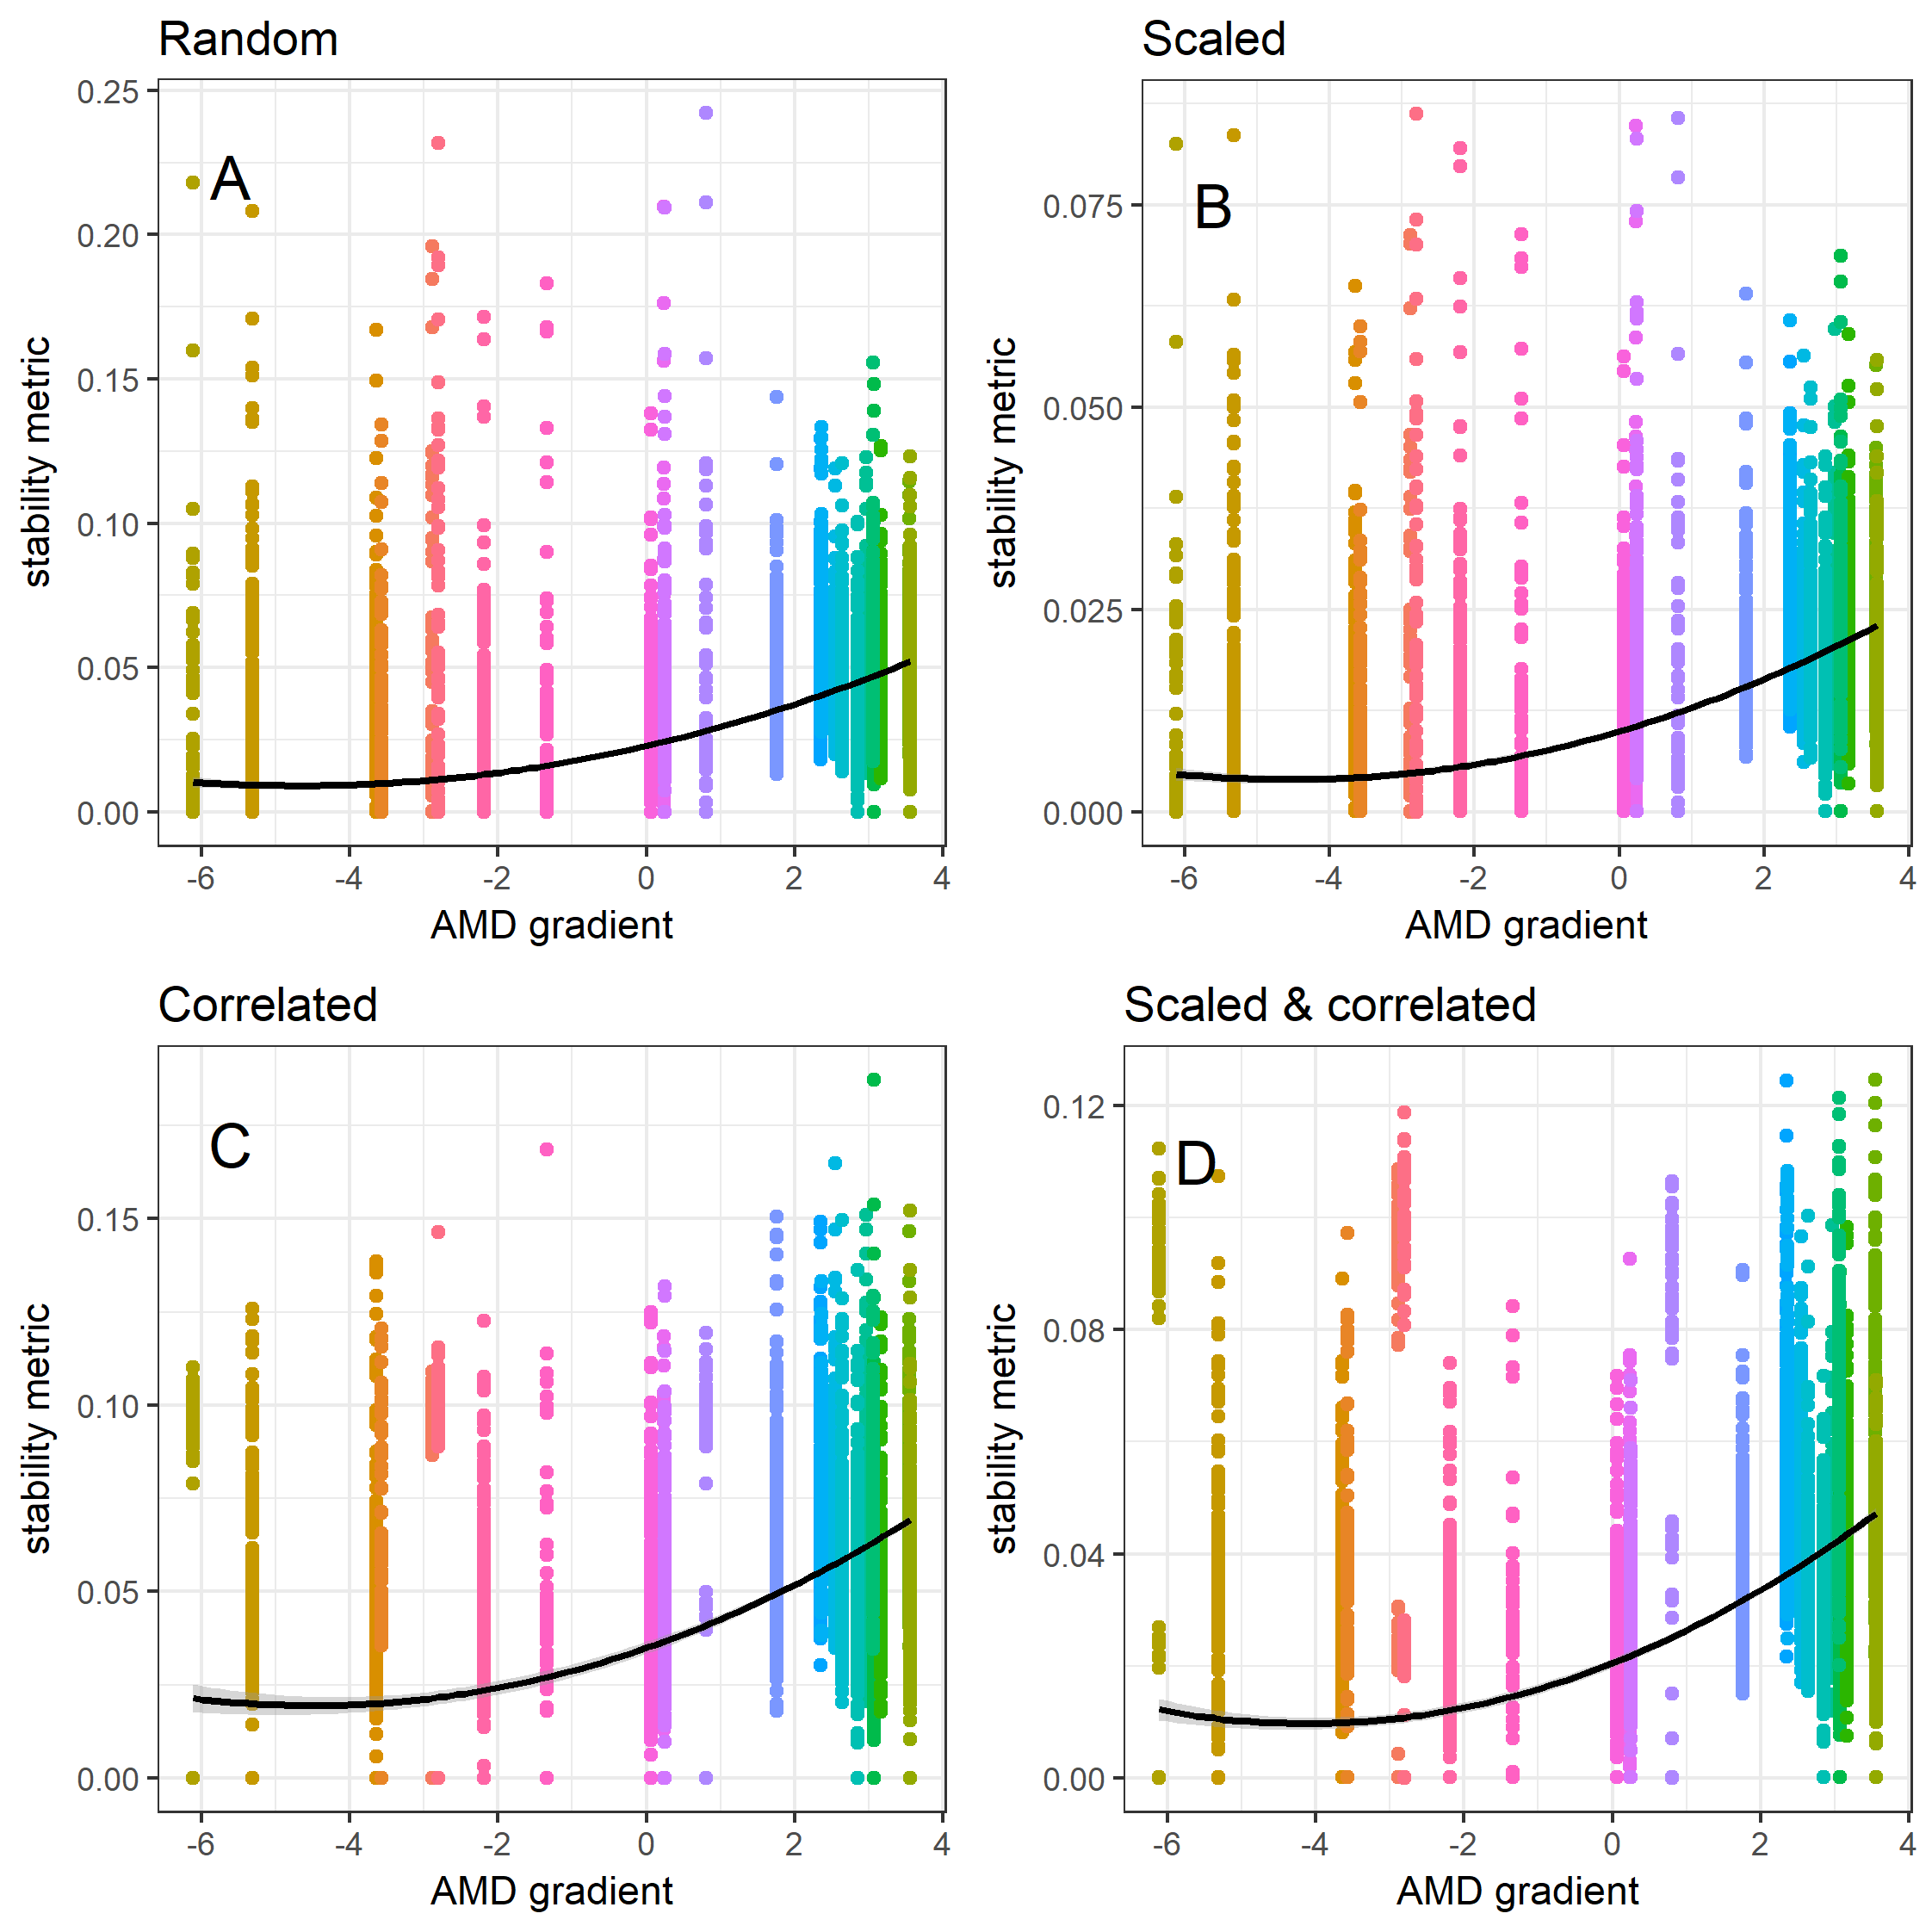 Random
A
0.25
0.20
0.15
0.10
0.05
0.00
stability metric
-6 -4 -2 0 2 4
AMD gradient
Scaled
B
0.075
0.050
0.025
0.000
stability metric
-6 -4 -2 0 2 4
AMD gradient
Correlated
C
0.15
0.10
0.05
0.00
stability metric
-6 -4 -2 0 2 4
AMD gradient
Scaled & correlated
D
0.12
0.08
0.04
0.00
stability metric
-6 -4 -2 0 2 4
AMD gradient